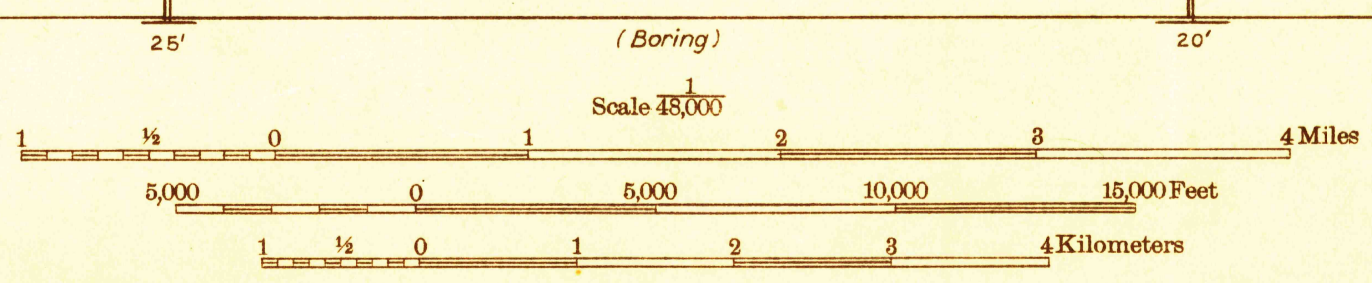 25' (Boring) 20'
Scale 1/48,000
1 ½ 0 1 2 3 4 Miles
5,000 0 5,000 10,000 15,000 Feet
1 ½ 0 1 2 3 4 Kilometers